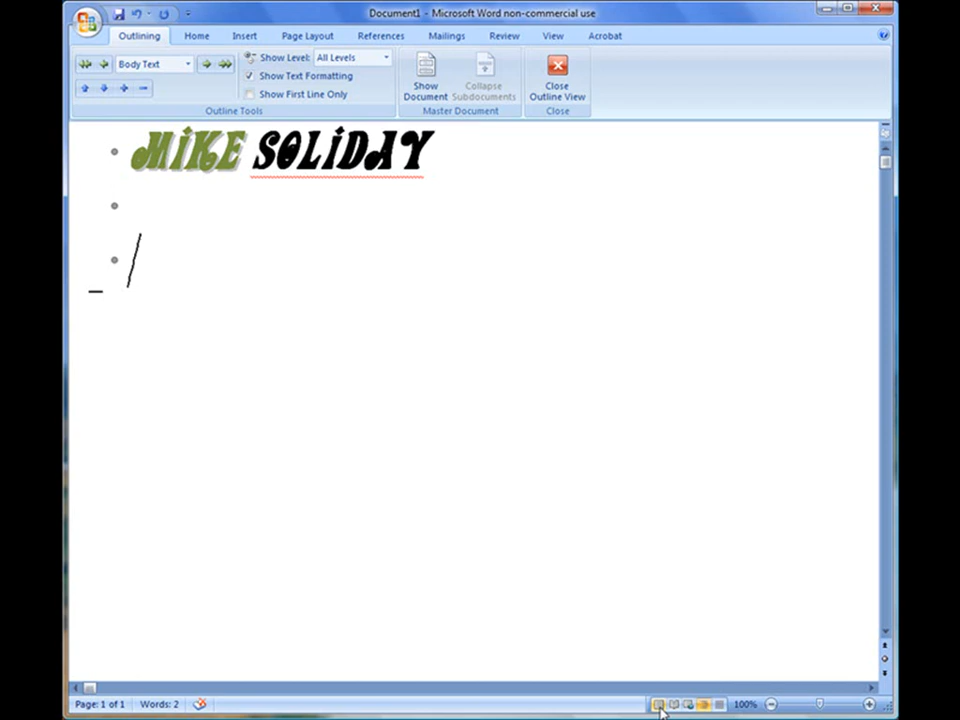 Document1 - Microsoft Word non-commercial use
Outlining Home Insert Page Layout References Mailings Review View Acrobat
Body Text
Show Level: All Levels
Show Text Formatting
Show First Line Only
Outline Tools
Show Document
Collapse Subdocuments
Master Document
Close Outline View
Close
MIKE SOLIDAY
Page: 1 of 1 Words: 2 100%